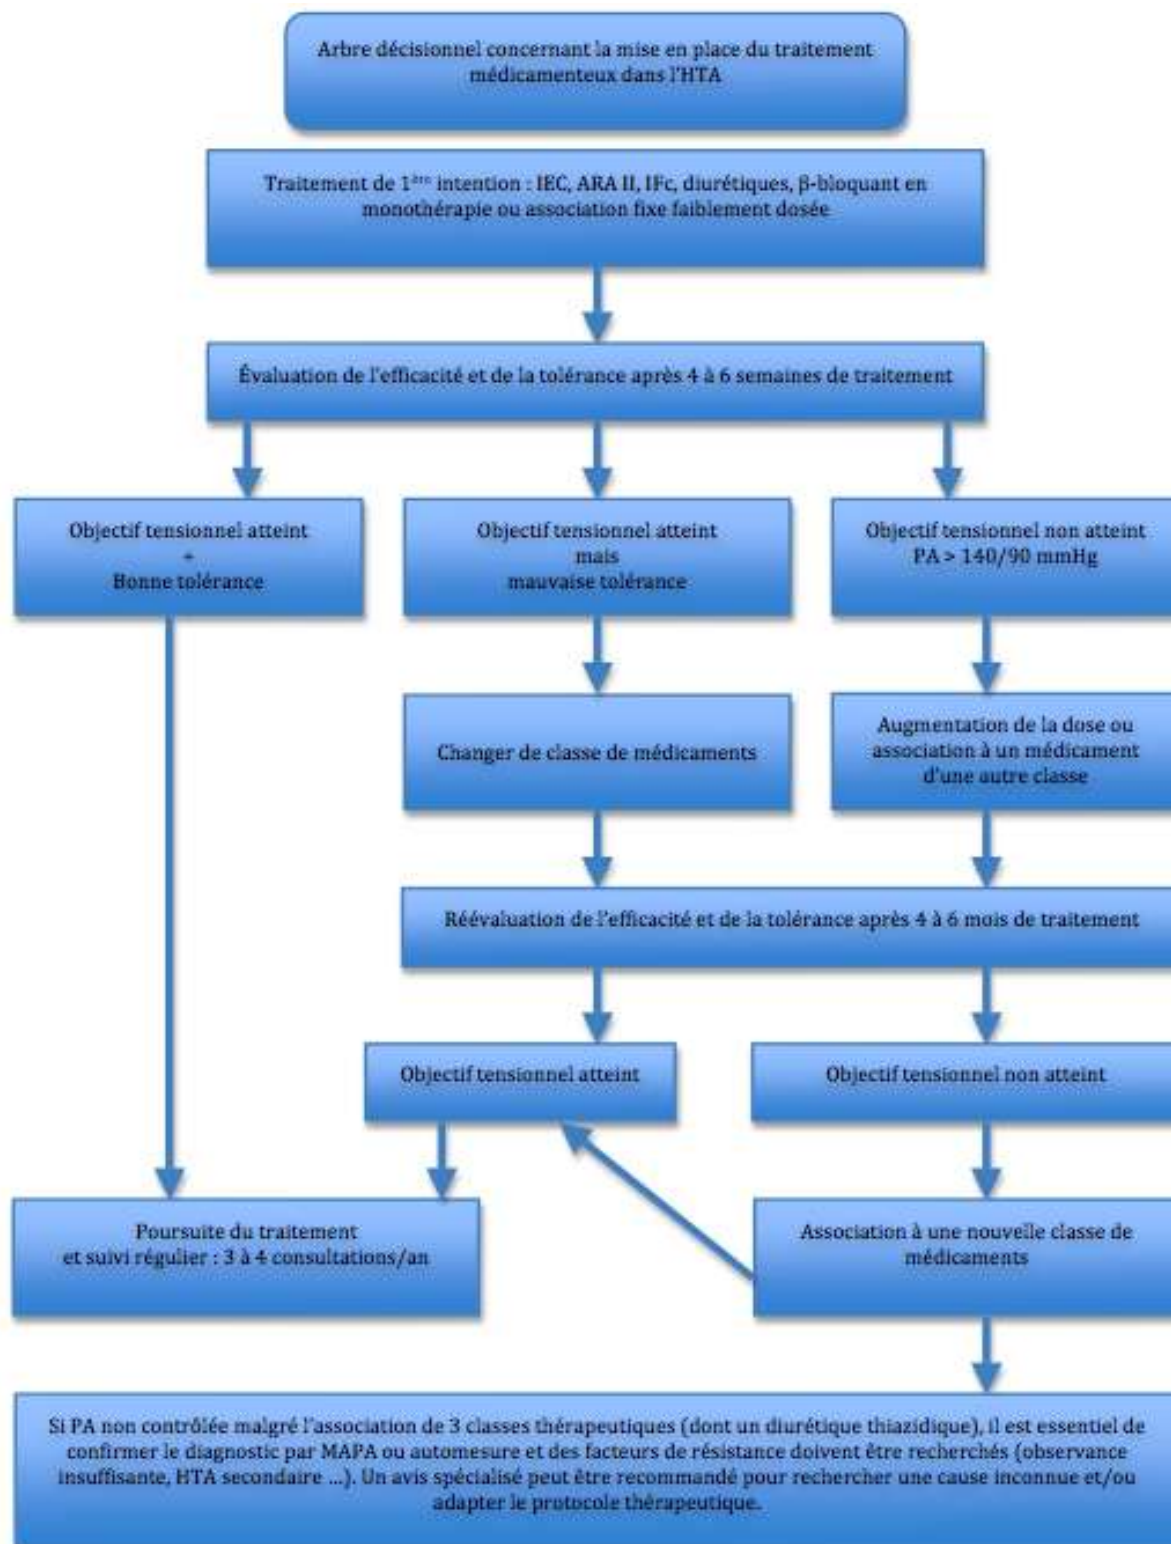 Arbre décisionnel concernant la mise en place du traitement
médicamenteux dans l'HTA
Traitement de 1ère intention : IEC, ARA II, IFc, diurétiques, β-bloquant en
monothérapie ou association fixe faiblement dosée
Évaluation de l'efficacité et de la tolérance après 4 à 6 semaines de traitement
Objectif tensionnel atteint
+
Bonne tolérance
Objectif tensionnel atteint
mais
mauvaise tolérance
Objectif tensionnel non atteint
PA > 140/90 mmHg
Changer de classe de médicaments
Augmentation de la dose ou
association à un médicament
d'une autre classe
Réévaluation de l'efficacité et de la tolérance après 4 à 6 mois de traitement
Objectif tensionnel atteint
Objectif tensionnel non atteint
Poursuite du traitement
et suivi régulier : 3 à 4 consultations/an
Association à une nouvelle classe de
médicaments
Si PA non contrôlée malgré l'association de 3 classes thérapeutiques (dont un diurétique thiazidique), il est essentiel de
confirmer le diagnostic par MAPA ou automesure et des facteurs de résistance doivent être recherchés (observance
insuffisante, HTA secondaire ...). Un avis spécialisé peut être recommandé pour rechercher une cause inconnue et/ou
adapter le protocole thérapeutique.